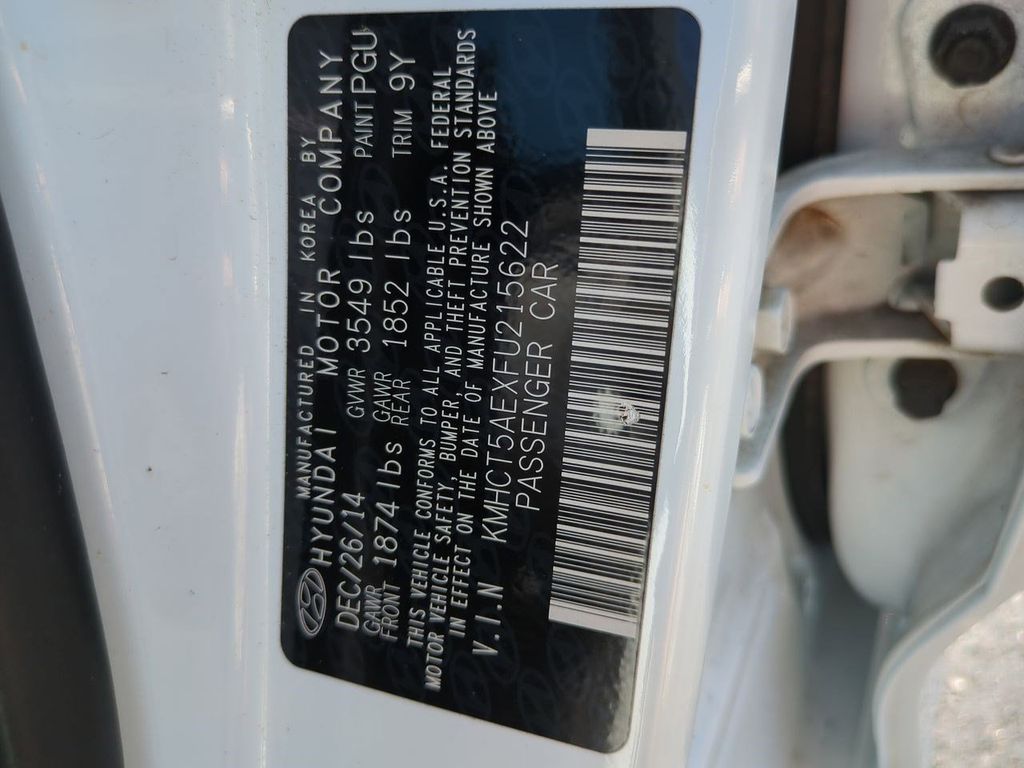 MANUFACTURED IN KOREA BY
HYUNDAI MOTOR COMPANY
DEC/26/14 GVWR 3549 lbs PAINT PGU
GAWR FRONT 1874 lbs GAWR REAR 1852 lbs TRIM 9Y
THIS VEHICLE CONFORMS TO ALL APPLICABLE U.S.A. FEDERAL
MOTOR VEHICLE SAFETY, BUMPER, AND THEFT PREVENTION STANDARDS
IN EFFECT ON THE DATE OF MANUFACTURE SHOWN ABOVE
V.I.N KMHCT5AEXFU215622
PASSENGER CAR